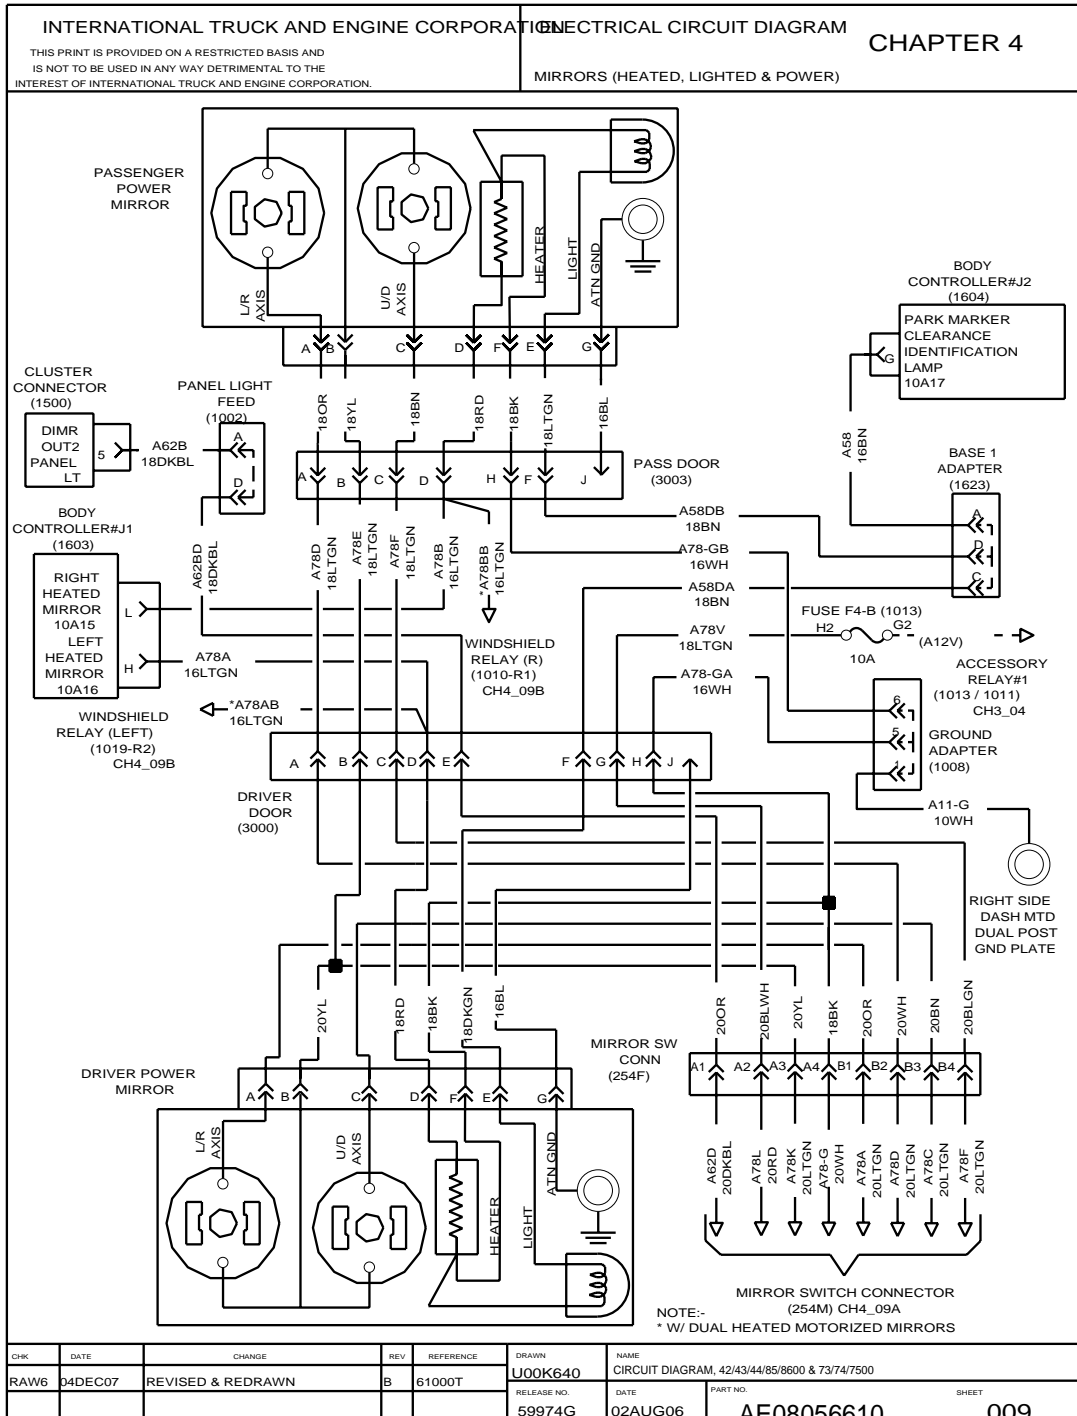 INTERNATIONAL TRUCK AND ENGINE CORPORATION
ELECTRICAL CIRCUIT DIAGRAM
CHAPTER 4
THIS PRINT IS PROVIDED ON A RESTRICTED BASIS AND
IS NOT TO BE USED IN ANY WAY DETRIMENTAL TO THE
INTEREST OF INTERNATIONAL TRUCK AND ENGINE CORPORATION.
MIRRORS (HEATED, LIGHTED & POWER)
PASSENGER
POWER
MIRROR
L/R
AXIS
U/D
AXIS
HEATER
LIGHT
ATN GND
A B C D F E G
BODY
CONTROLLER#J2
(1604)
PARK MARKER
CLEARANCE
IDENTIFICATION
LAMP
10A17
G
CLUSTER
CONNECTOR
(1500)
DIMR
OUT2
PANEL
LT
5
A62B
18DKBL
PANEL LIGHT
FEED
(1002)
A
D
18OR
18YL
18BN
18RD
18BK
18LTGN
16BL
A58
16BN
PASS DOOR
(3003)
A B C D H F J
BASE 1
ADAPTER
(1623)
A
D
C
BODY
CONTROLLER#J1
(1603)
RIGHT
HEATED
MIRROR
10A15
LEFT
HEATED
MIRROR
10A16
L
H
A62BD
18DKBL
A78D
18LTGN
A78E
18LTGN
A78F
18LTGN
A78B
16LTGN
*A78BB
16LTGN
A58DB
18BN
A78-GB
16WH
A58DA
18BN
A78V
18LTGN
A78-GA
16WH
FUSE F4-B (1013)
H2
G2
10A
(A12V)
ACCESSORY
RELAY#1
(1013 / 1011)
CH3_04
WINDSHIELD
RELAY (R)
(1010-R1)
CH4_09B
A78A
16LTGN
*A78AB
16LTGN
WINDSHIELD
RELAY (LEFT)
(1019-R2)
CH4_09B
6
5
1
GROUND
ADAPTER
(1008)
A B C D E F G H J
DRIVER
DOOR
(3000)
A11-G
10WH
RIGHT SIDE
DASH MTD
DUAL POST
GND PLATE
20YL
18RD
18BK
18DKGN
16BL
20OR
20BLWH
20YL
18BK
20OR
20WH
20BN
20BLGN
MIRROR SW
CONN
(254F)
A1 A2 A3 A4 B1 B2 B3 B4
DRIVER POWER
MIRROR
A B C D F E G
L/R
AXIS
U/D
AXIS
HEATER
LIGHT
ATN GND
A62D
20DKBL
A78L
20RD
A78K
20LTGN
A78-G
20WH
A78A
20LTGN
A78D
20LTGN
A78C
20LTGN
A78F
20LTGN
MIRROR SWITCH CONNECTOR
(254M) CH4_09A
NOTE:-
* W/ DUAL HEATED MOTORIZED MIRRORS
CHK DATE CHANGE REV REFERENCE
RAW6 04DEC07 REVISED & REDRAWN B 61000T
DRAWN
U00K640
NAME
CIRCUIT DIAGRAM, 42/43/44/85/8600 & 73/74/7500
RELEASE NO.
59974G
DATE
02AUG06
PART NO.
AE08056610
SHEET
009